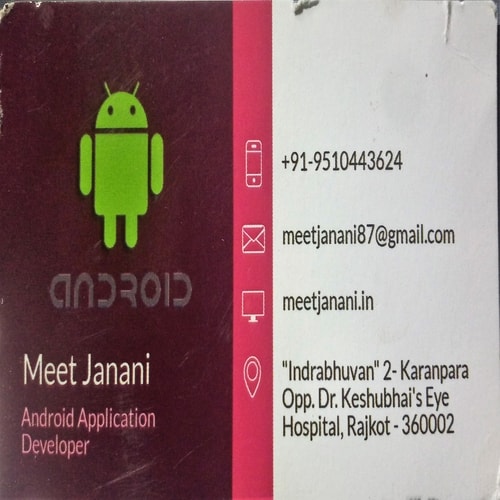 ANDROID
Meet Janani
Android Application
Developer
+91-9510443624
meetjanani87@gmail.com
meetjanani.in
"Indrabhuvan" 2- Karanpara
Opp. Dr. Keshubhai's Eye
Hospital, Rajkot - 360002